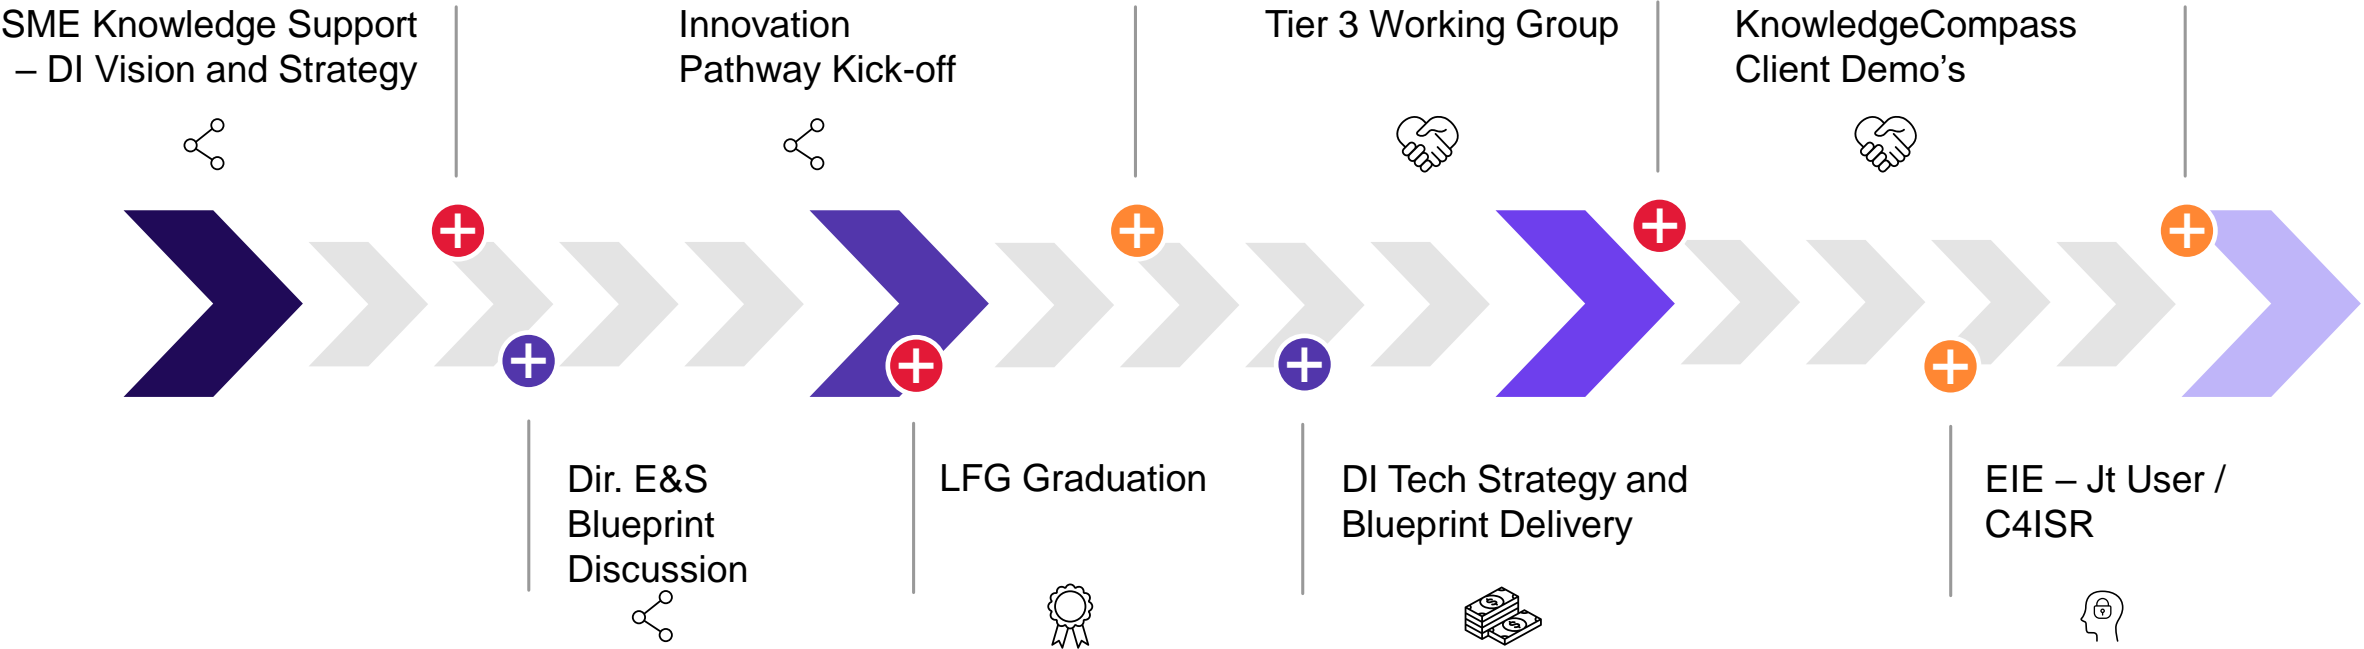 SME Knowledge Support
– DI Vision and Strategy
Innovation
Pathway Kick-off
Tier 3 Working Group
KnowledgeCompass
Client Demo’s
Dir. E&S
Blueprint
Discussion
LFG Graduation
DI Tech Strategy and
Blueprint Delivery
EIE – Jt User /
C4ISR